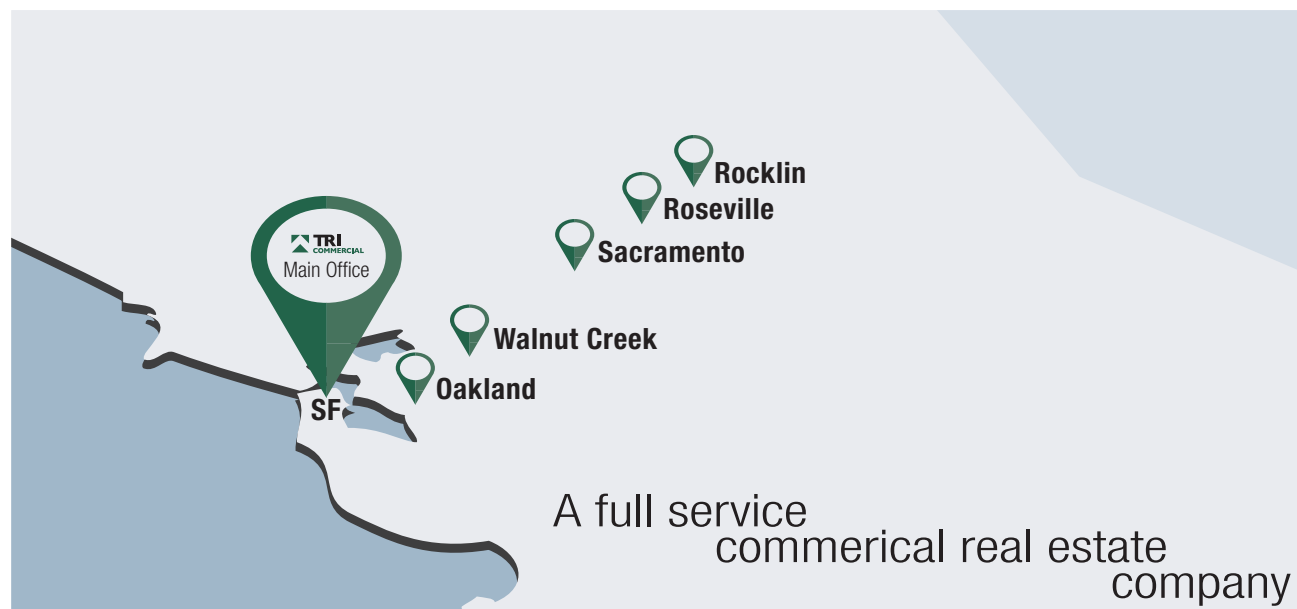 Rocklin
Roseville
TRI
COMMERCIAL
Main Office
Sacramento
Walnut Creek
Oakland
SF
A full service
commerical real estate
company